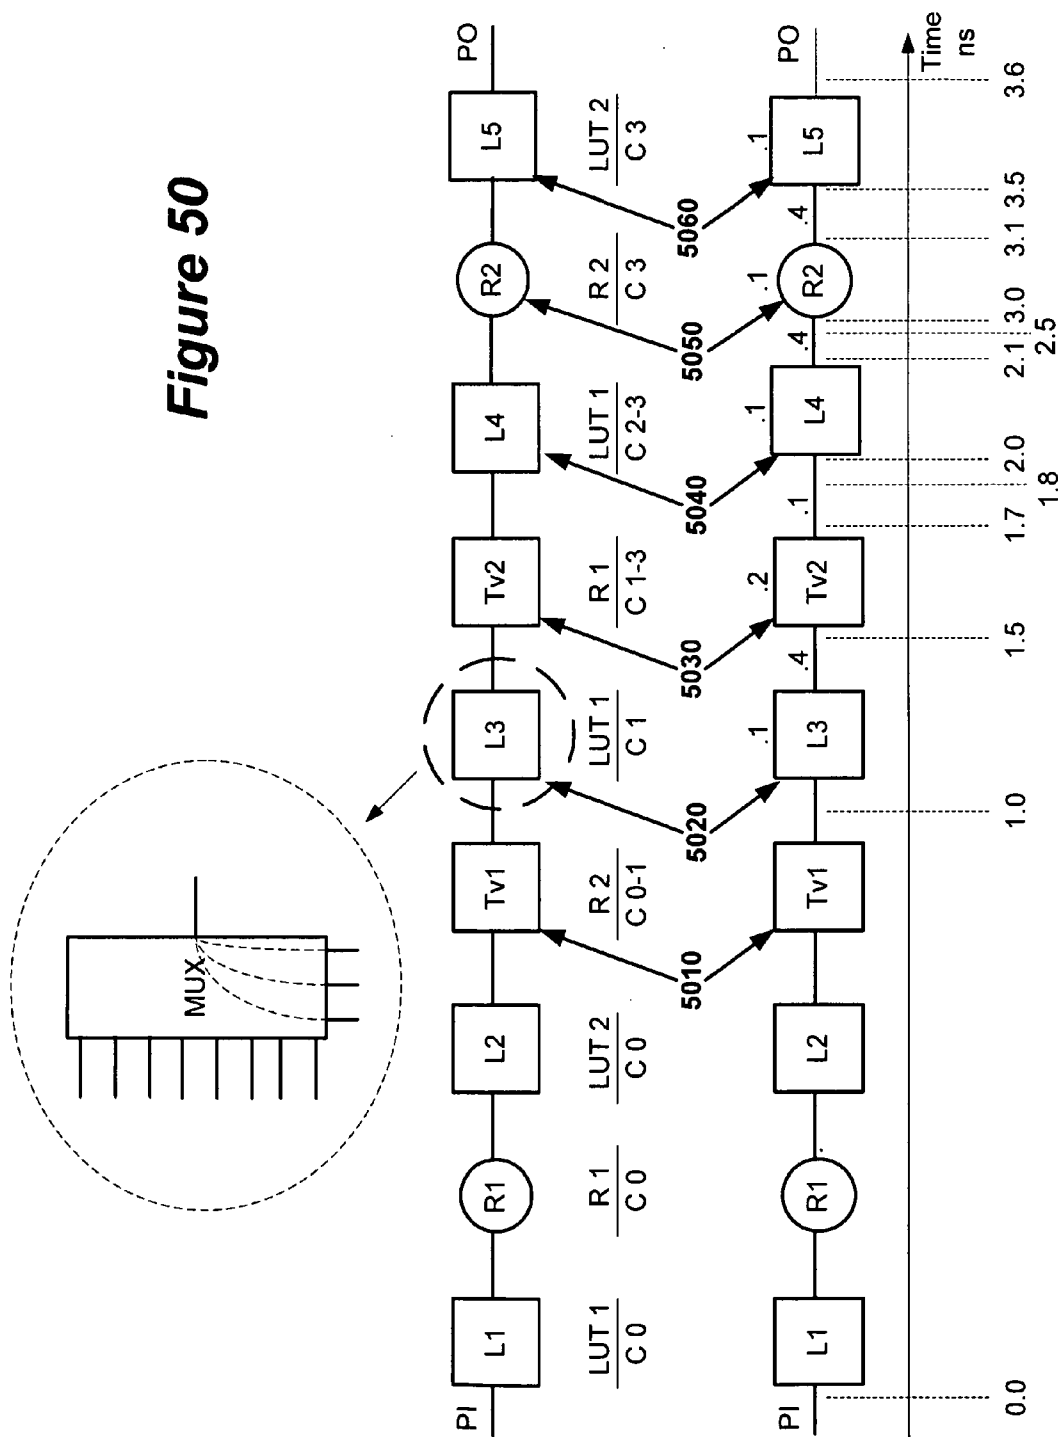 Figure 50
MUX
PI
L1
R1
L2
Tv1
L3
Tv2
L4
R2
L5
PO
LUT 1
C 0
R 1
C 0
LUT 2
C 0
R 2
C 0-1
LUT 1
C 1
R 1
C 1-3
LUT 1
C 2-3
R 2
C 3
LUT 2
C 3
5010
5020
5030
5040
5050
5060
.1
.2
.1
.1
.1
PI
L1
R1
L2
Tv1
L3
.4
Tv2
.1
L4
.4
R2
.4
L5
PO
Time
ns
0.0
1.0
1.5
1.7
2.0
2.1
3.0
3.1
3.5
3.6
1.8
2.5